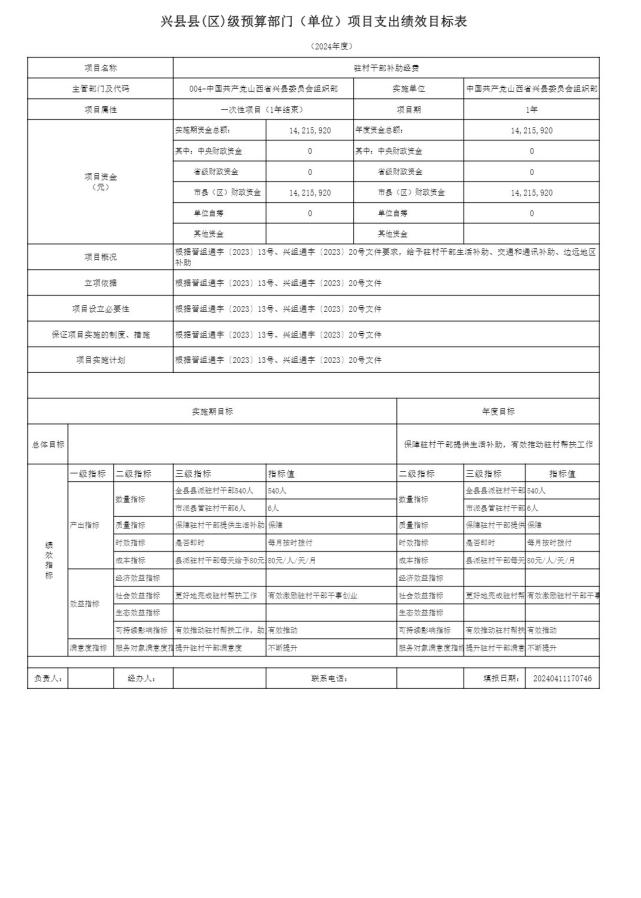 兴县县(区)级预算部门（单位）项目支出绩效目标表
（2024年度）
项目名称 驻村干部补助经费
主管部门及代码 004-中国共产党山西省兴县委员会组织部 实施单位 中国共产党山西省兴县委员会组织部
项目属性 一次性项目（1年结束） 项目期 1年
项目资金（元）
实施期资金总额： 14,215,920 年度资金总额： 14,215,920
其中：中央财政资金 0 其中：中央财政资金 0
省级财政资金 0 省级财政资金 0
市县（区）财政资金 14,215,920 市县（区）财政资金 14,215,920
单位自筹 0 单位自筹 0
其他资金 其他资金
项目概况 根据晋组通字〔2023〕13号、兴组通字〔2023〕20号文件要求，给予驻村干部生活补助、交通和通讯补助、边远地区
补助
立项依据 根据晋组通字〔2023〕13号、兴组通字〔2023〕20号文件
项目设立必要性 根据晋组通字〔2023〕13号、兴组通字〔2023〕20号文件
保证项目实施的制度、措施 根据晋组通字〔2023〕13号、兴组通字〔2023〕20号文件
项目实施计划 根据晋组通字〔2023〕13号、兴组通字〔2023〕20号文件
实施期目标 年度目标
总体目标 保障驻村干部提供生活补助，有效推动驻村帮扶工作
绩效指标
一级指标 二级指标 三级指标 指标值 二级指标 三级指标 指标值
产出指标 数量指标 全县县派驻村干部540人 540人 数量指标 全县县派驻村干部 540人
市派首驻村干部6人 6人 市派首驻村干部 6人
质量指标 保障驻村干部提供生活补助 保障 质量指标 保障驻村干部提供 保障
时效指标 是否即时 每月按时拨付 时效指标 是否即时 每月按时拨付
成本指标 县派驻村干部每天给予80元 80元/人/天/月 成本指标 县派驻村干部每天 80元/人/天/月
效益指标 经济效益指标 经济效益指标
社会效益指标 更好地完成驻村帮扶工作 有效激励驻村干部干事创业 社会效益指标 更好地完成驻村帮 有效激励驻村干部干事
生态效益指标 生态效益指标
可持续影响指标 有效推动驻村帮扶工作，助 有效推动 可持续影响指标 有效推动驻村帮扶 有效推动
满意度指标 服务对象满意度指 提升驻村干部满意度 不断提升 服务对象满意度指标 提升驻村干部满意 不断提升
负责人： 经办人： 联系电话： 填报日期： 20240411170746